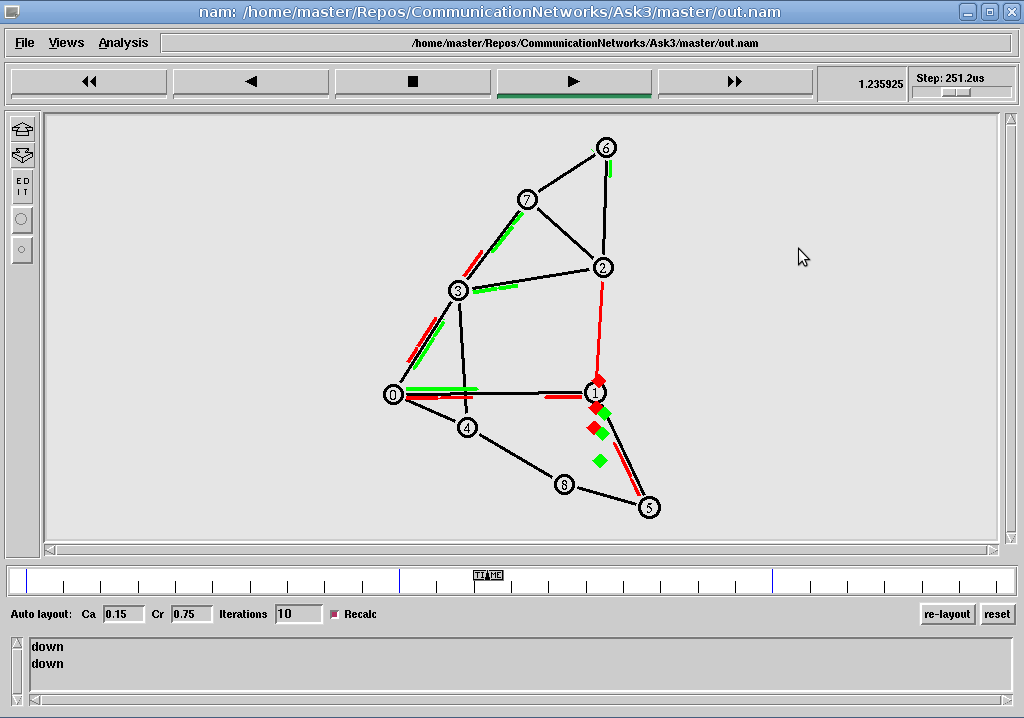 nam: /home/master/Repos/CommunicationNetworks/Ask3/master/out.nam
File Views Analysis /home/master/Repos/CommunicationNetworks/Ask3/master/out.nam
1.235925 Step: 251.2us
6
7
2
3
ED
IT
0
1
4
8
5
TIME
Auto layout: Ca 0.15 Cr 0.75 Iterations 10 Recalc re-layout reset
down
down